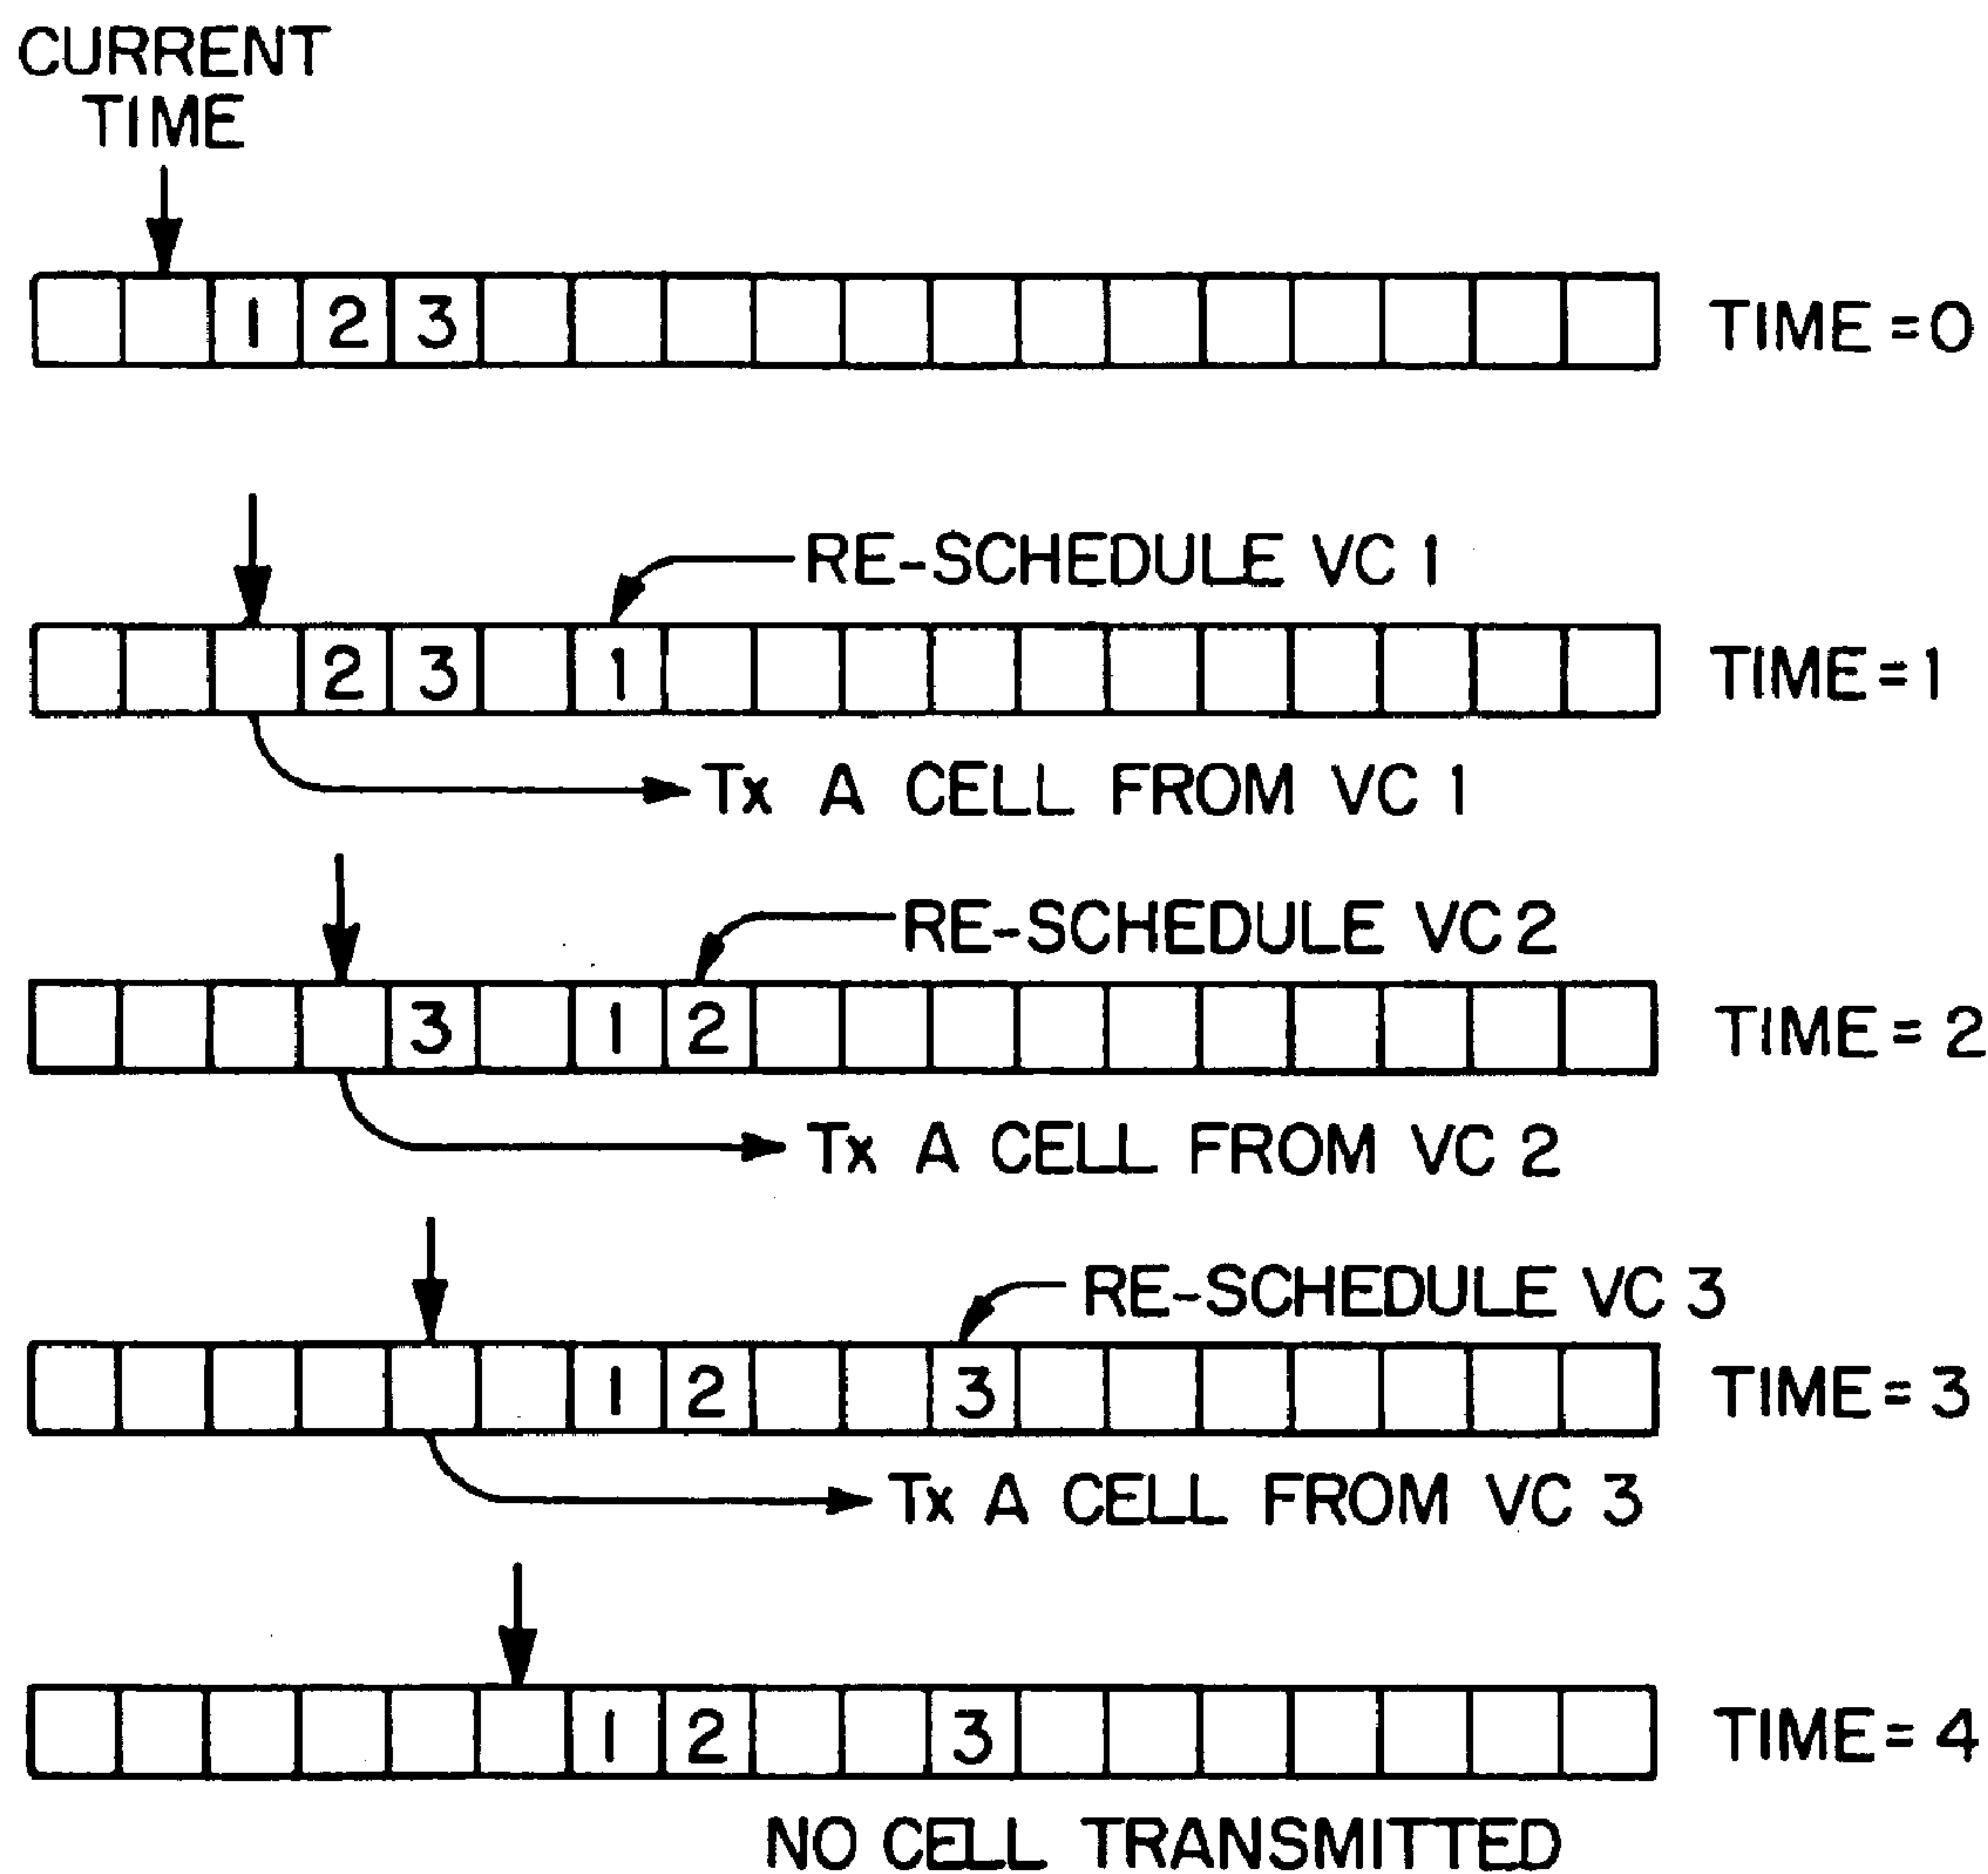 CURRENT
TIME
1 2 3 TIME = 0
RE-SCHEDULE VC 1
2 3 1 TIME = 1
Tx A CELL FROM VC 1
RE-SCHEDULE VC 2
3 1 2 TIME = 2
Tx A CELL FROM VC 2
RE-SCHEDULE VC 3
1 2 3 TIME = 3
Tx A CELL FROM VC 3
1 2 3 TIME = 4
NO CELL TRANSMITTED